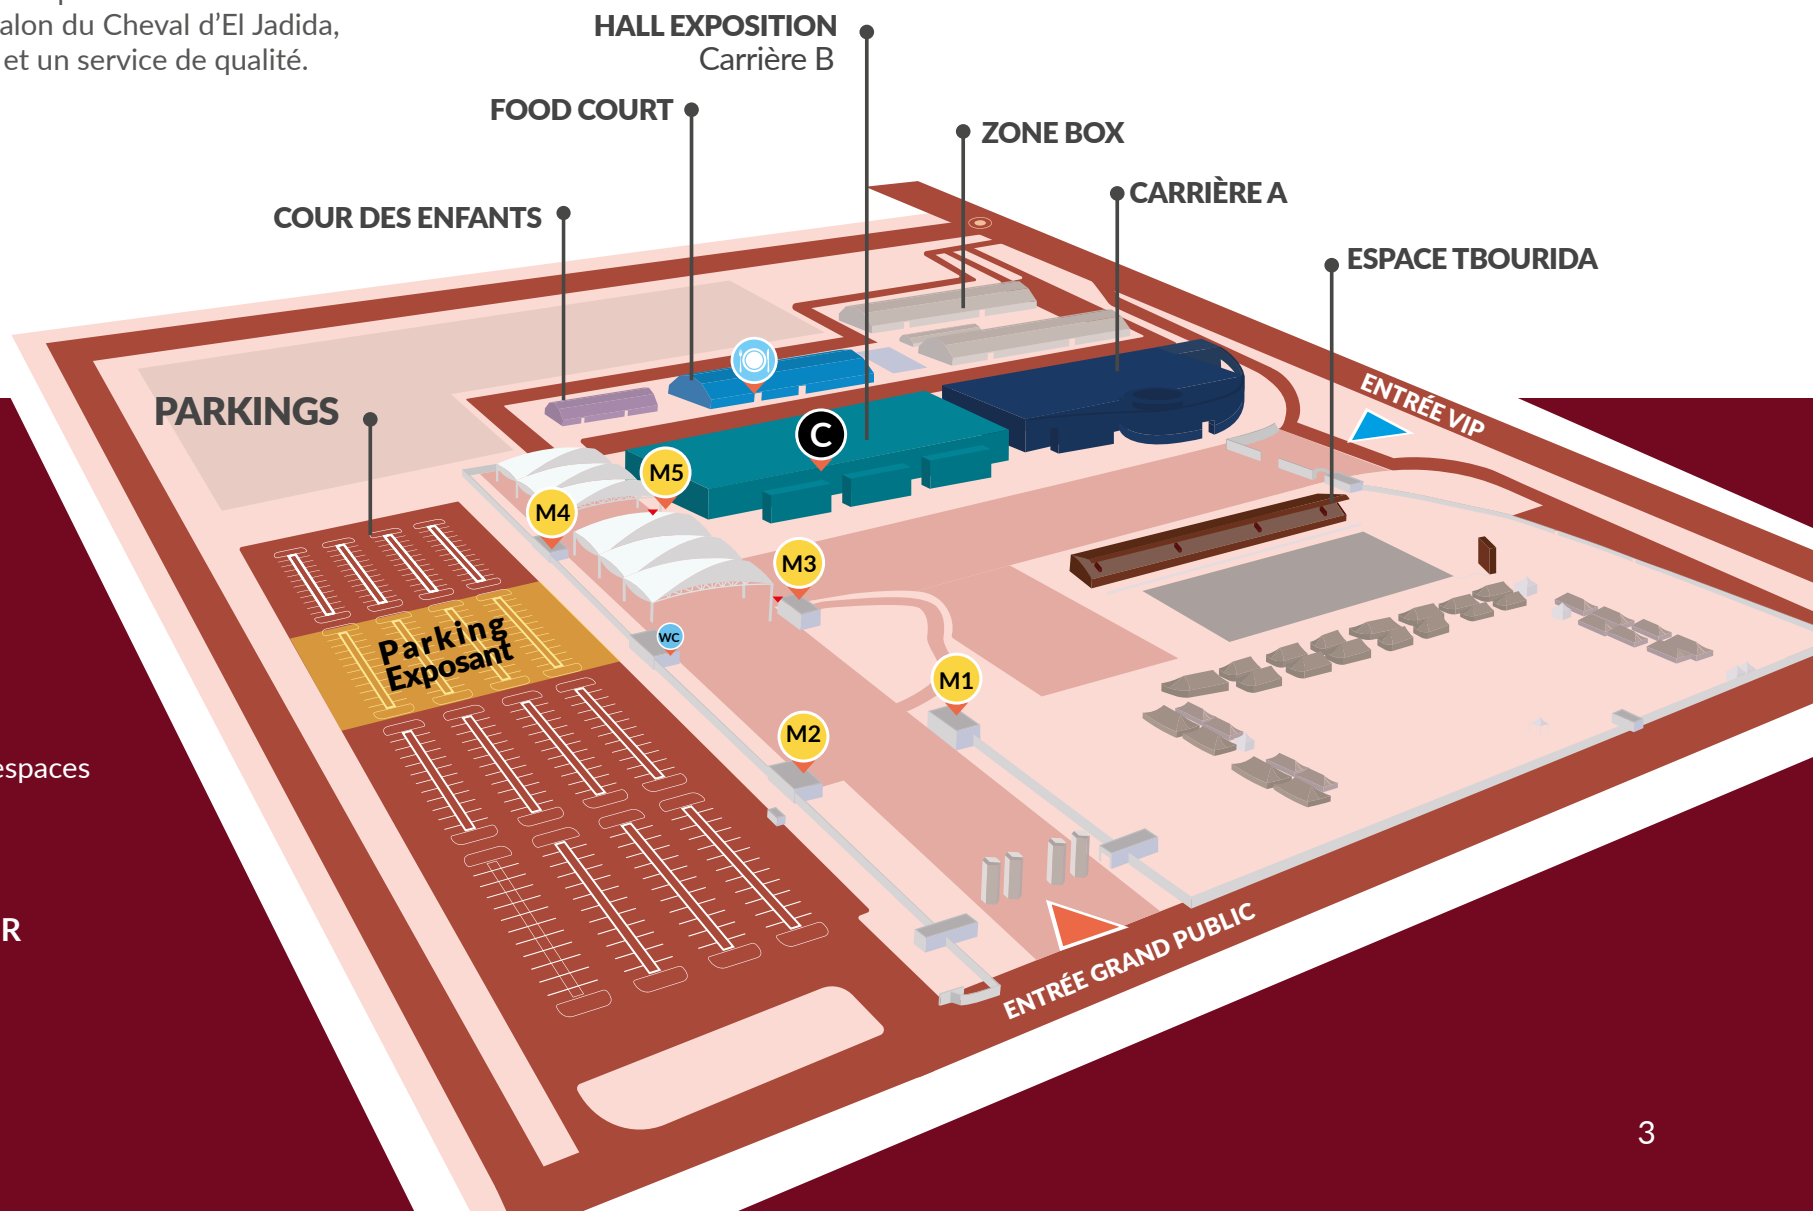 alon du Cheval d'El Jadida,
et un service de qualité.
HALL EXPOSITION
Carrière B
FOOD COURT
ZONE BOX
CARRIÈRE A
COUR DES ENFANTS
ESPACE TBOURIDA
PARKINGS
ENTRÉE VIP
C
M5
M4
M3
WC
Parking
Exposant
M1
M2
espaces
R
ENTRÉE GRAND PUBLIC
3